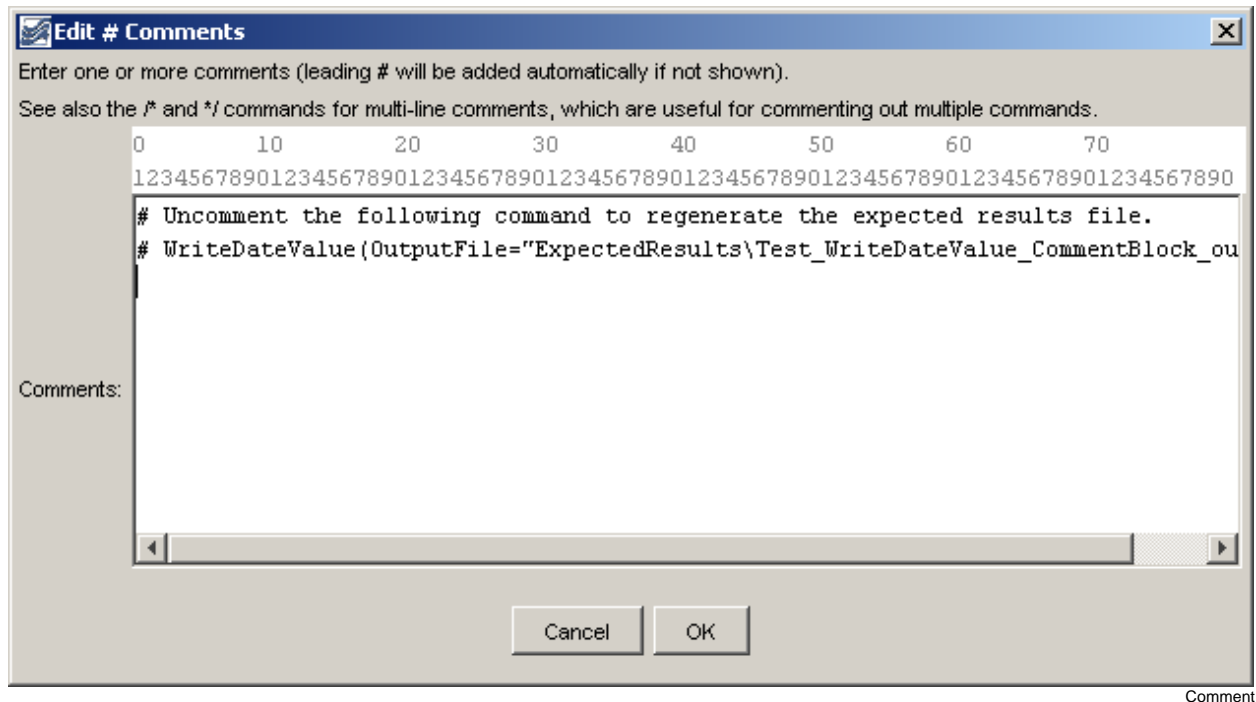 Edit # Comments
Enter one or more comments (leading # will be added automatically if not shown).
See also the /* and */ commands for multi-line comments, which are useful for commenting out multiple commands.
0 10 20 30 40 50 60 70
12345678901234567890123456789012345678901234567890123456789012345678901234567890
# Uncomment the following command to regenerate the expected results file.
# WriteDateValue(OutputFile="ExpectedResults\Test_WriteDateValue_CommentBlock_ou
Comments:
Cancel OK
Comment